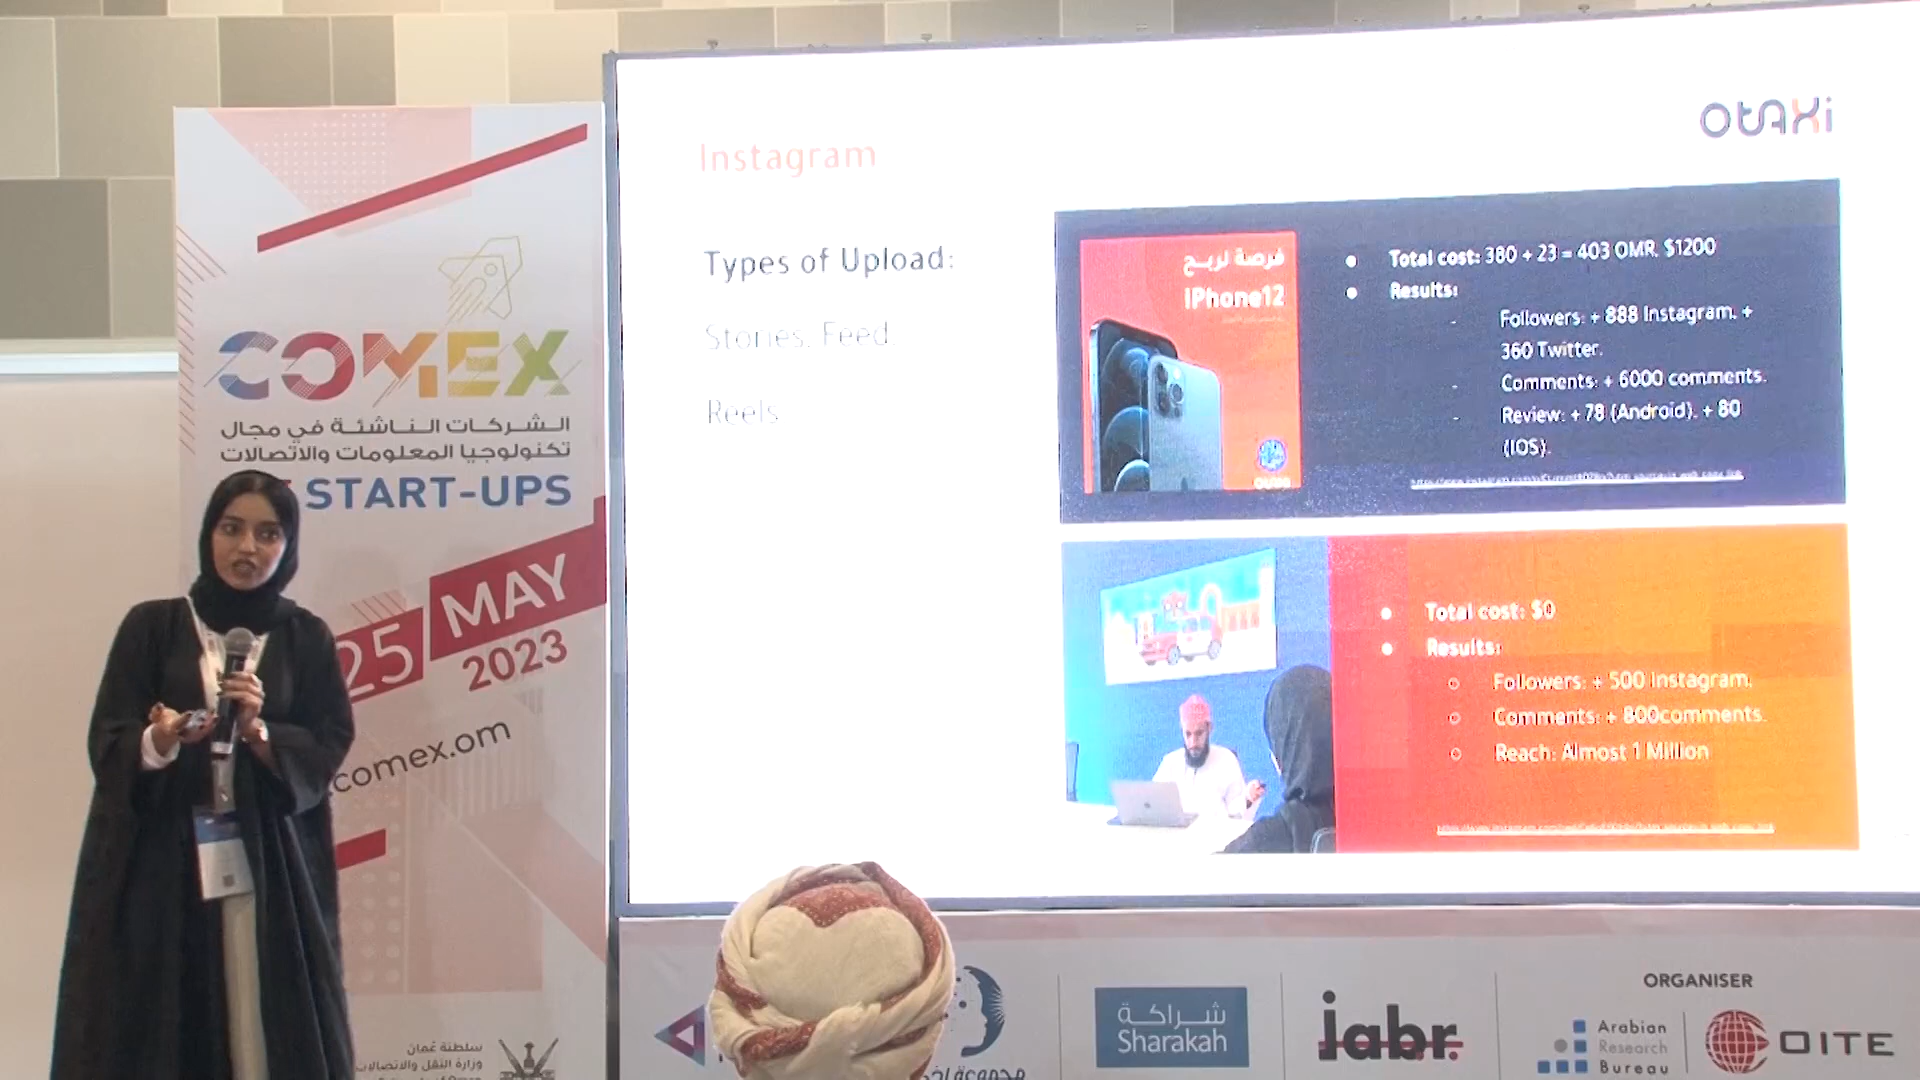 COMEX
الشركات الناشئة في مجال
تكنولوجيا المعلومات والاتصالات
START-UPS
25 MAY
2023
comex.om
سلطنة عُمان
وزارة النقل والاتصالات
otaxi
Instagram
Types of Upload:
Stories, Feed,
Reels
فرصة لربح
IPhone12
Total cost: 380 + 23 = 403 OMR. $1200
Results:
Followers: + 888 Instagram. +
360 Twitter.
Comments: + 6000 comments.
Review: + 78 (Android). + 80
(IOS).
Total cost: $0
Results:
Followers: + 500 Instagram.
Comments: + 800comments.
Reach: Almost 1 Million
شراكة
Sharakah
jabr.
ORGANISER
Arabian
Research
Bureau
OITE